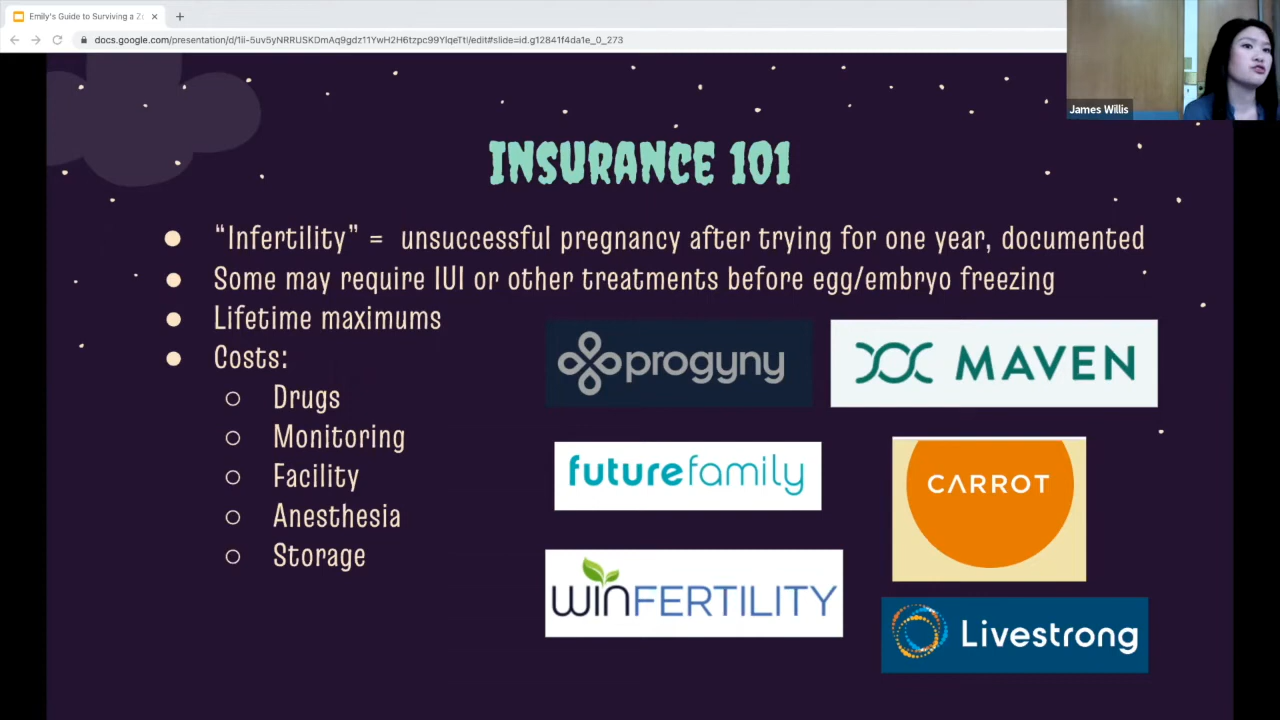 Emily's Guide to Surviving a Z
docs.google.com/presentation/d/1Ii-5uv5yNRRUSKDmAq9gdz11YwH2H6tzpc99YlqeTtI/edit#slide=id.g12841f4da1e_0_273
James Willis
INSURANCE 101
● “Infertility” = unsuccessful pregnancy after trying for one year, documented
● Some may require IUI or other treatments before egg/embryo freezing
● Lifetime maximums
● Costs:
○ Drugs
○ Monitoring
○ Facility
○ Anesthesia
○ Storage
progyny
MAVEN
futurefamily
CARROT
WINFERTILITY
Livestrong